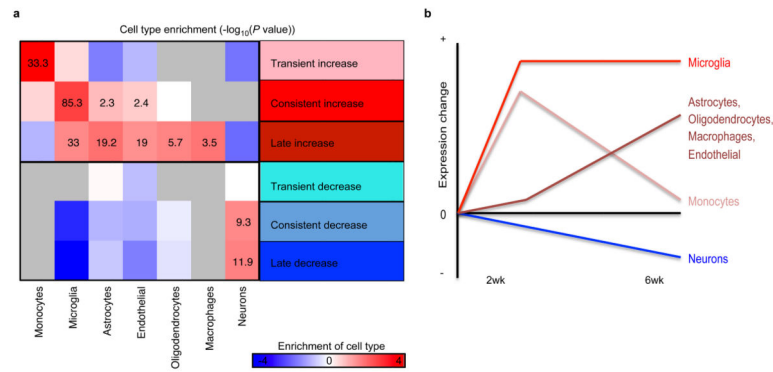 a
Cell type enrichment (-log10(P value))
33.3
Transient increase
85.3 2.3 2.4
Consistent increase
33 19.2 19 5.7 3.5
Late increase
Transient decrease
9.3
Consistent decrease
11.9
Late decrease
Monocytes
Microglia
Astrocytes
Endothelial
Oligodendrocytes
Macrophages
Neurons
Enrichment of cell type
-4 0 4
b
+
Expression change
0
-
2wk 6wk
Microglia
Astrocytes,
Oligodendrocytes,
Macrophages,
Endothelial
Monocytes
Neurons